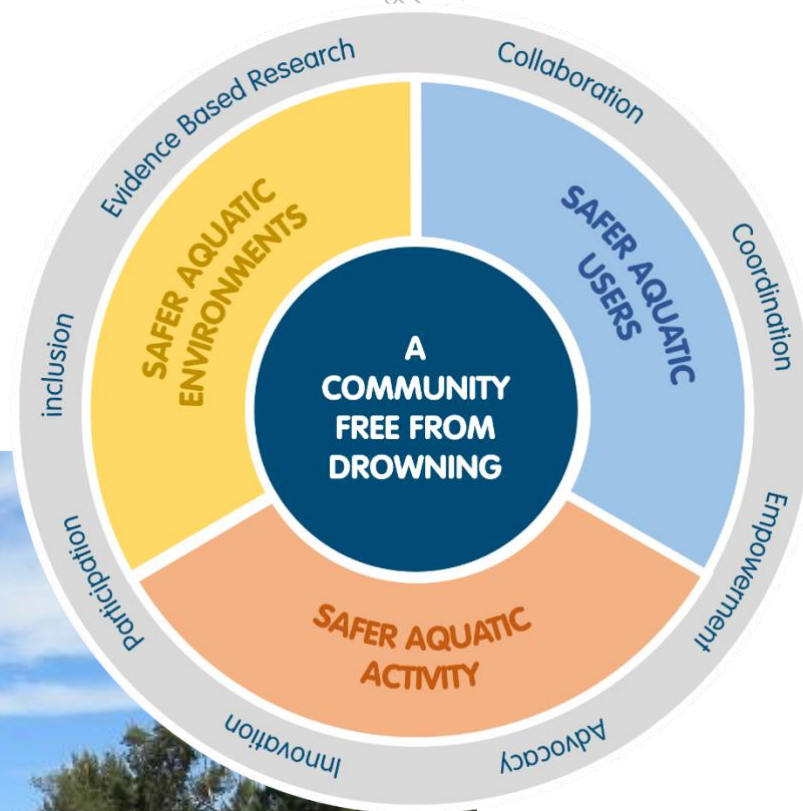 Evidence Based Research
Collaboration
Coordination
Empowerment
Advocacy
Innovation
Participation
inclusion
SAFER AQUATIC
ENVIRONMENTS
SAFER AQUATIC
USERS
SAFER AQUATIC
ACTIVITY
A
COMMUNITY
FREE FROM
DROWNING